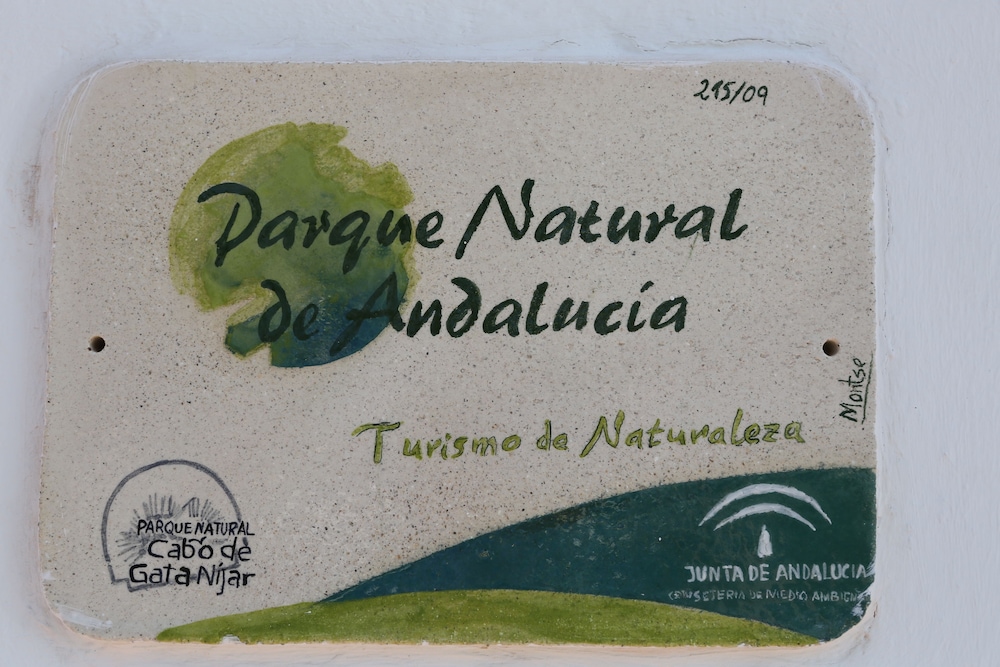 215/09
Parque Natural
de Andalucía
Montse
Turismo de Naturaleza
PARQUE NATURAL
Cabo de
Gata Níjar
JUNTA DE ANDALUCIA
CONSETERIA DE MEDIO AMBIENTE